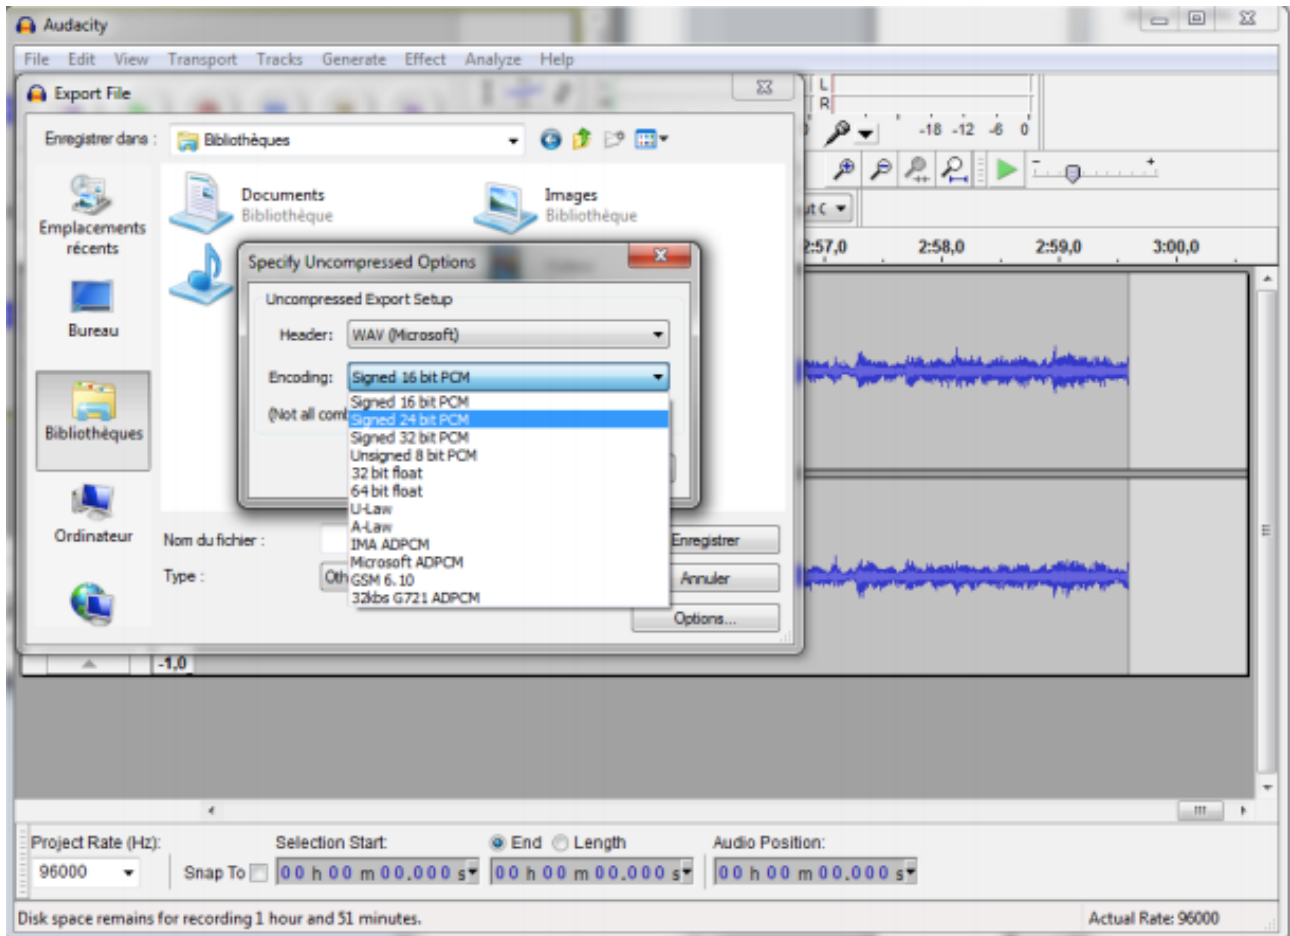 Audacity
File Edit View Transport Tracks Generate Effect Analyze Help
Export File
L
R
Enregistrer dans : Bibliothèques
-18 -12 -6 0
Documents
Bibliothèque
Images
Bibliothèque
Emplacements
récents
2:57,0 2:58,0 2:59,0 3:00,0
Specify Uncompressed Options
Uncompressed Export Setup
Bureau
Header: WAV (Microsoft)
Encoding: Signed 16 bit PCM
Signed 16 bit PCM
(Not all
Signed 24 bit PCM
Bibliothèques
Signed 32 bit PCM
Unsigned 8 bit PCM
32 bit float
64 bit float
U-Law
A-Law
Ordinateur
Nom du fichier :
IMA ADPCM
Enregistrer
Microsoft ADPCM
Type :
GSM 6.10
Annuler
32kbs G721 ADPCM
Options...
-1,0
Project Rate (Hz): Selection Start: End Length Audio Position:
96000 Snap To 00 h 00 m 00.000 s 00 h 00 m 00.000 s 00 h 00 m 00.000 s
Disk space remains for recording 1 hour and 51 minutes. Actual Rate: 96000